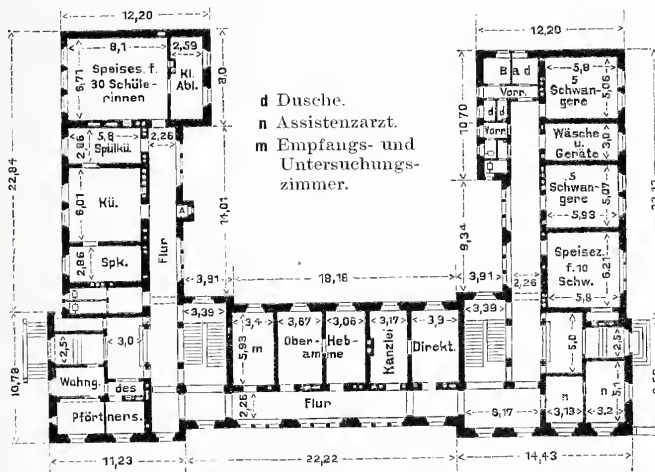 12,20
8,1
2,59
6,71
Speises. f.
30 Schüle-
rinnen
Kl.
Abl.
8,0
5,8
2,26
2,86
Spülkü.
22,84
6,01
Kü.
Flur
A
14,01
2,86
Spk.
3,91
3,39
10,78
2,5
3,0
Wohng.
des
Pförtners.
11,23
d Dusche.
n Assistenzarzt.
m Empfangs- und
Untersuchungs-
zimmer.
18,18
3,4
3,67
3,06
3,17
3,9
5,93
m
Ober-
Heb-
amme
Kanzlei
Direkt.
2,26
Flur
22,22
12,20
Bad
Vorr.
d
d
Vorr.
10,70
9,34
3,91
3,39
2,26
5,8
5
Schwan-
gere
5,06
Wäsche
u.
Geräte
3,0
5
Schwan-
gere
5,07
5,93
Speisez.
f. 10
Schw.
6,21
5,8
5,0
2,5
5,1
n
n
6,17
3,13
3,2
14,43